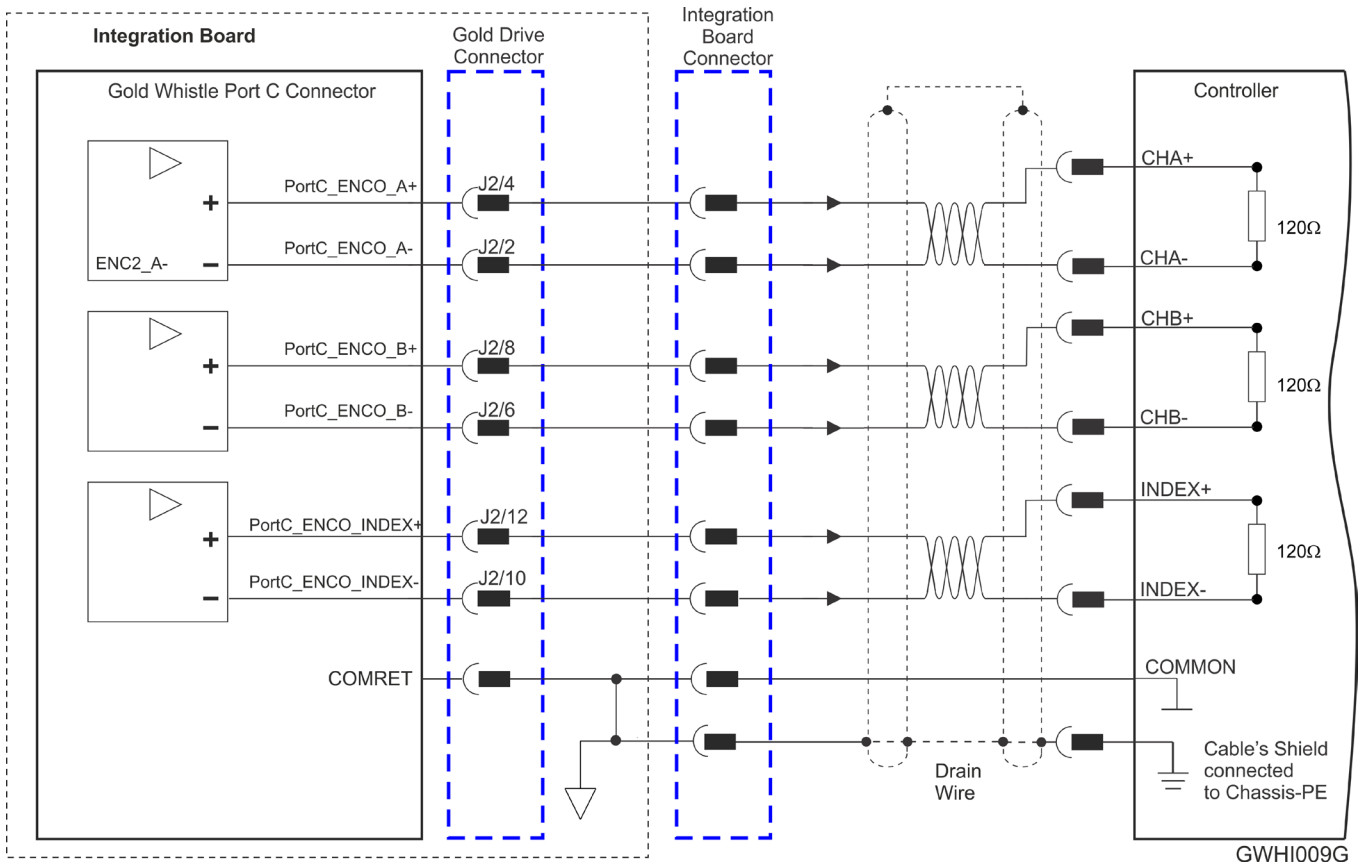 Integration Board
Gold Drive
Connector
Integration
Board
Connector
Gold Whistle Port C Connector
Controller
+
PortC_ENCO_A+
J2/4
CHA+
120Ω
ENC2_A-
−
PortC_ENCO_A-
J2/2
CHA-
+
PortC_ENCO_B+
J2/8
CHB+
120Ω
−
PortC_ENCO_B-
J2/6
CHB-
+
PortC_ENCO_INDEX+
J2/12
INDEX+
120Ω
−
PortC_ENCO_INDEX-
J2/10
INDEX-
COMRET
COMMON
Drain
Wire
Cable's Shield
connected
to Chassis-PE
GWHI009G